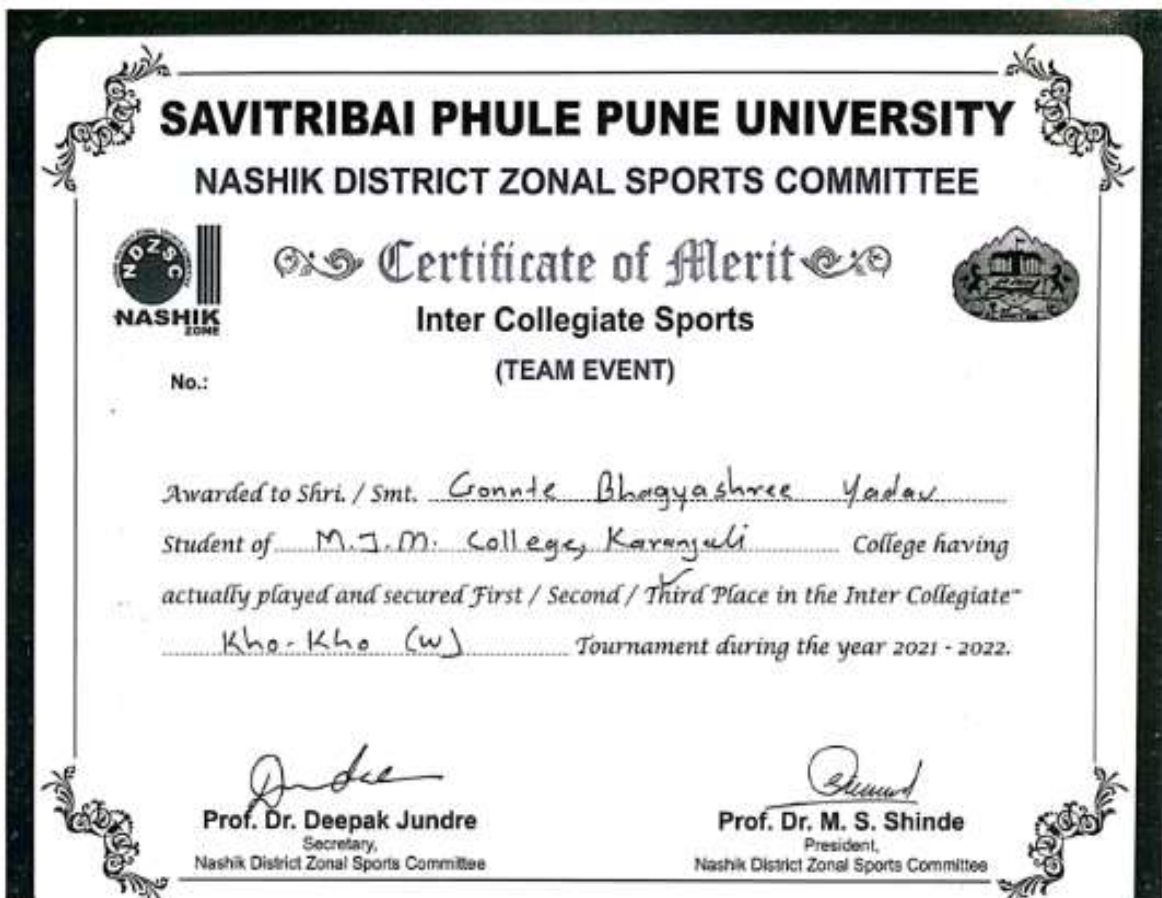 SAVITRIBAI PHULE PUNE UNIVERSITY
NASHIK DISTRICT ZONAL SPORTS COMMITTEE
NDZSC
NASHIK
ZONE
Certificate of Merit
Inter Collegiate Sports
(TEAM EVENT)
No.:
Awarded to Shri. / Smt. Bhagyashree Yadav
Student of M.J.M. College, Karanjali College having
actually played and secured First / Second / Third Place in the Inter Collegiate
Kho-Kho (W) Tournament during the year 2021 - 2022.
Prof. Dr. Deepak Jundre
Secretary,
Nashik District Zonal Sports Committee
Prof. Dr. M. S. Shinde
President,
Nashik District Zonal Sports Committee